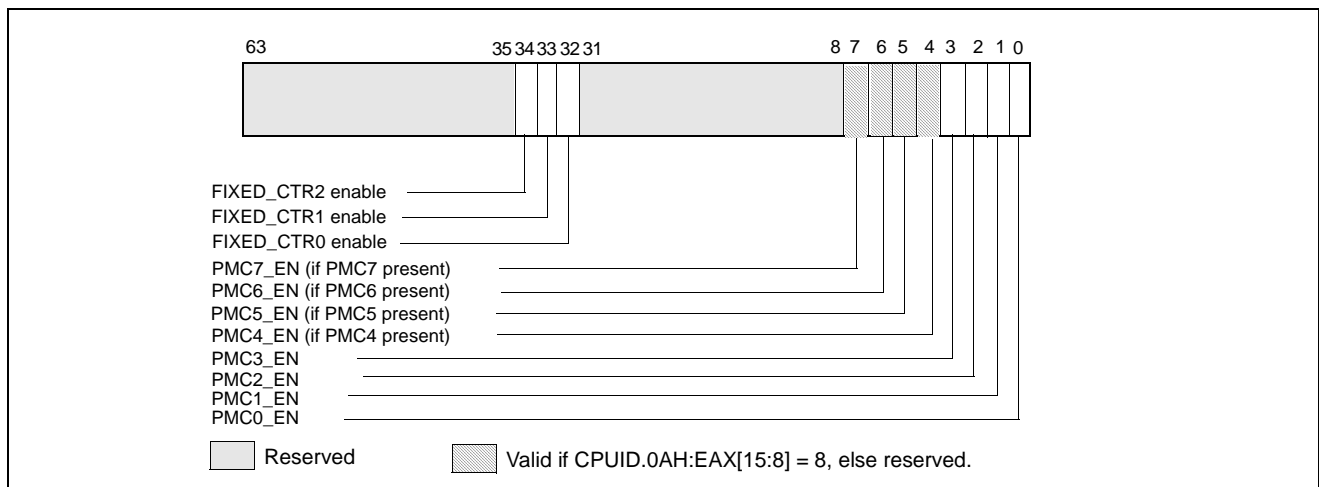 63 35 34 33 32 31 8 7 6 5 4 3 2 1 0
FIXED_CTR2 enable
FIXED_CTR1 enable
FIXED_CTR0 enable
PMC7_EN (if PMC7 present)
PMC6_EN (if PMC6 present)
PMC5_EN (if PMC5 present)
PMC4_EN (if PMC4 present)
PMC3_EN
PMC2_EN
PMC1_EN
PMC0_EN
Reserved Valid if CPUID.0AH:EAX[15:8] = 8, else reserved.